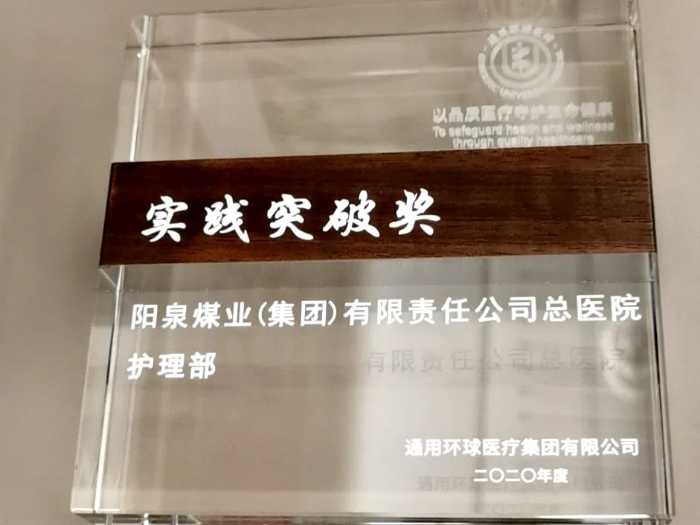 以品质医疗守护生命健康
To safeguard health and wellness
through quality healthcare
实践突破奖
阳泉煤业(集团)有限责任公司总医院
护理部
通用环球医疗集团有限公司
二〇二〇年度